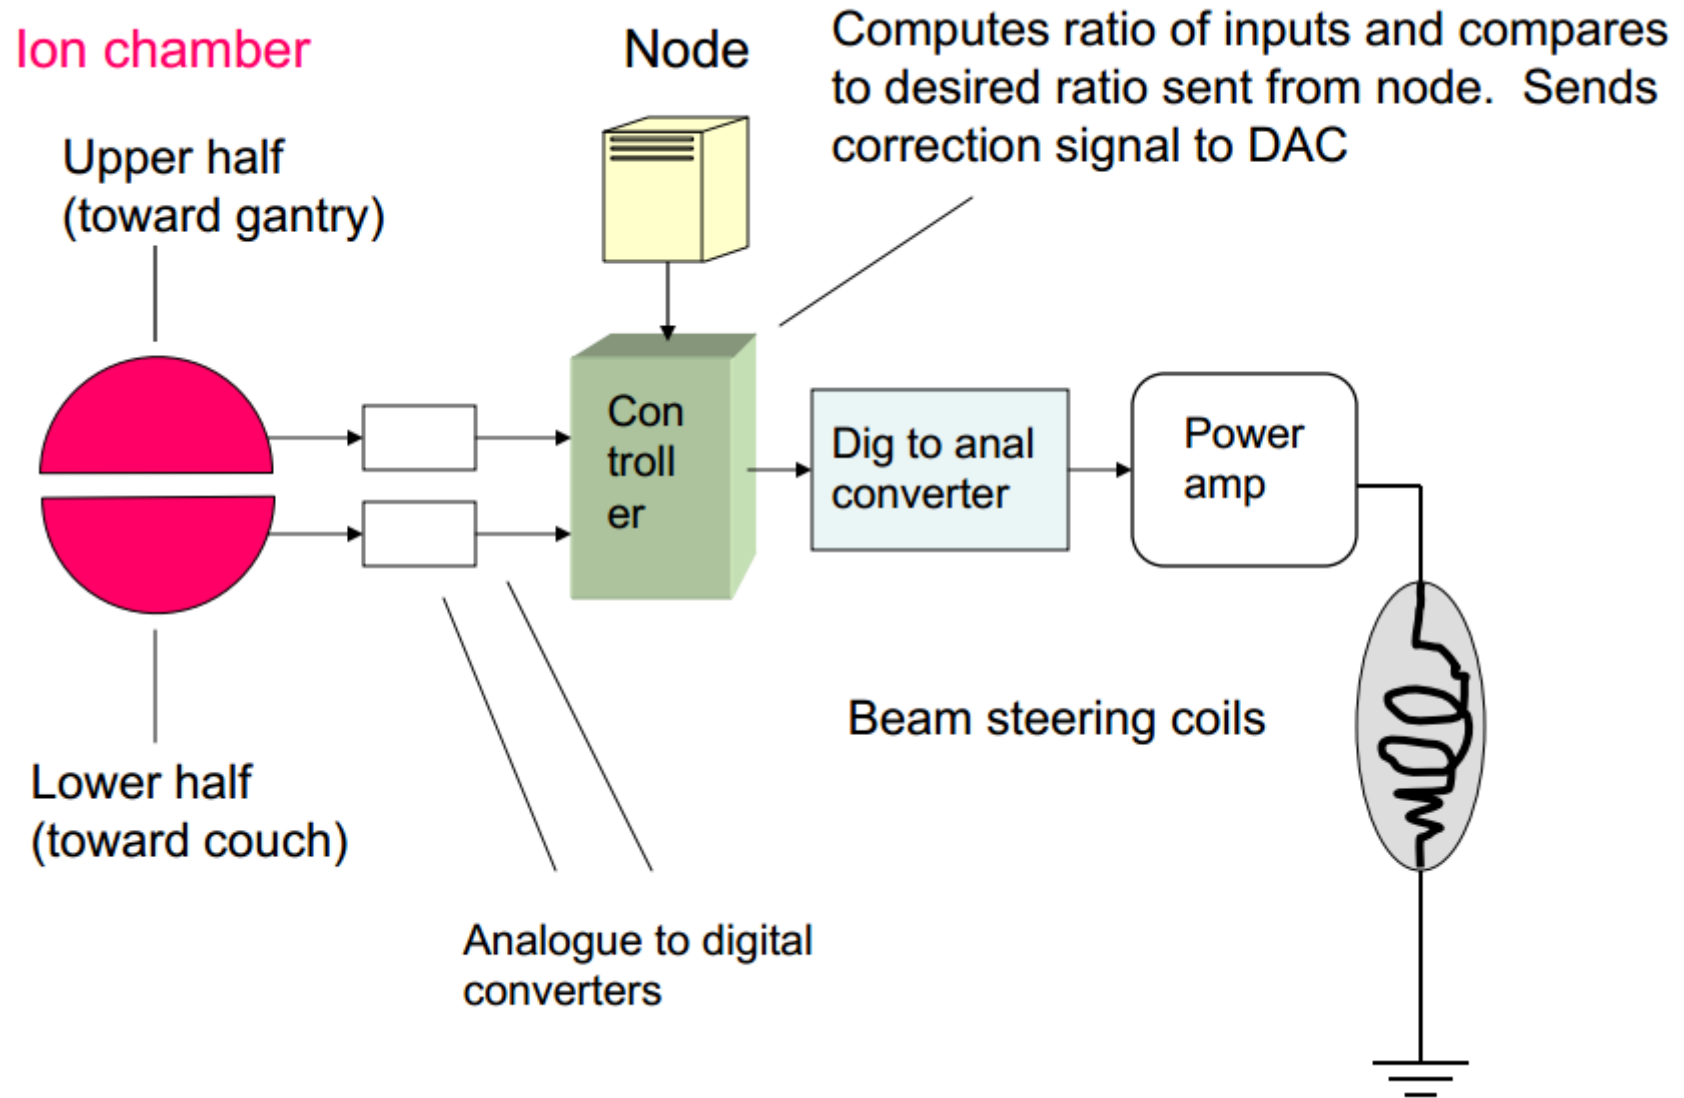 Ion chamber
Node
Computes ratio of inputs and compares
to desired ratio sent from node.  Sends
correction signal to DAC
Upper half
(toward gantry)
Con
troll
er
Dig to anal
converter
Power
amp
Beam steering coils
Lower half
(toward couch)
Analogue to digital
converters